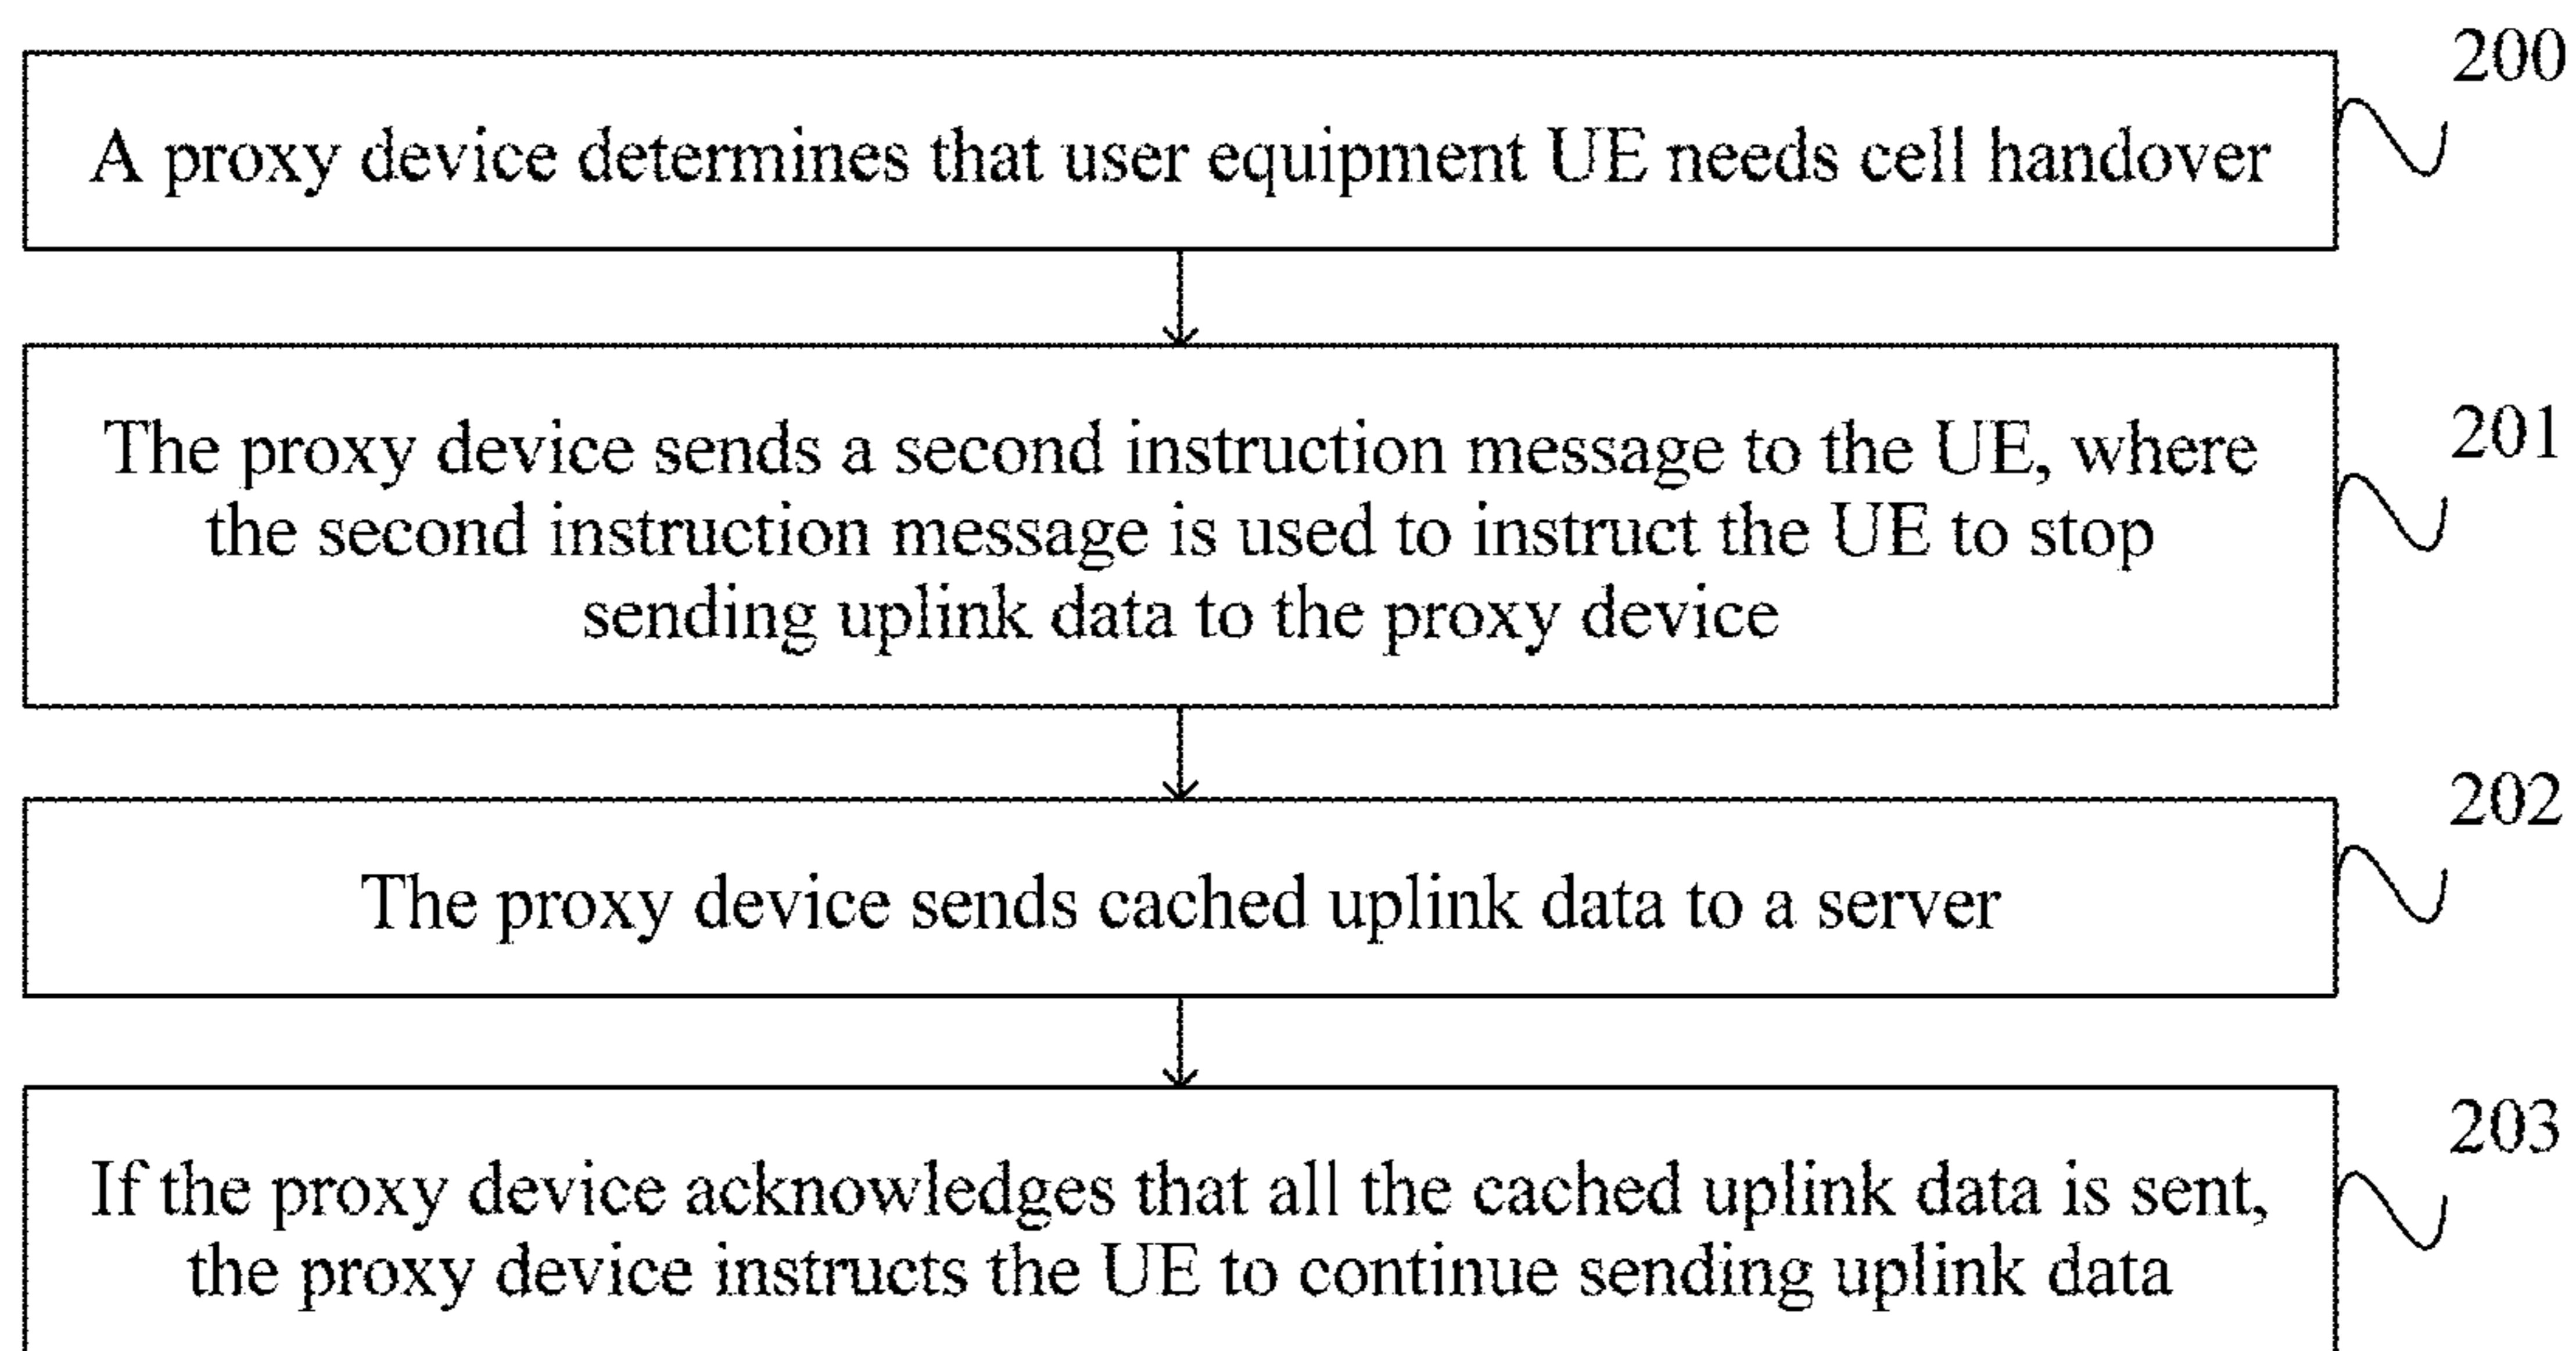 200
A proxy device determines that user equipment UE needs cell handover
201
The proxy device sends a second instruction message to the UE, where
the second instruction message is used to instruct the UE to stop
sending uplink data to the proxy device
202
The proxy device sends cached uplink data to a server
203
If the proxy device acknowledges that all the cached uplink data is sent,
the proxy device instructs the UE to continue sending uplink data